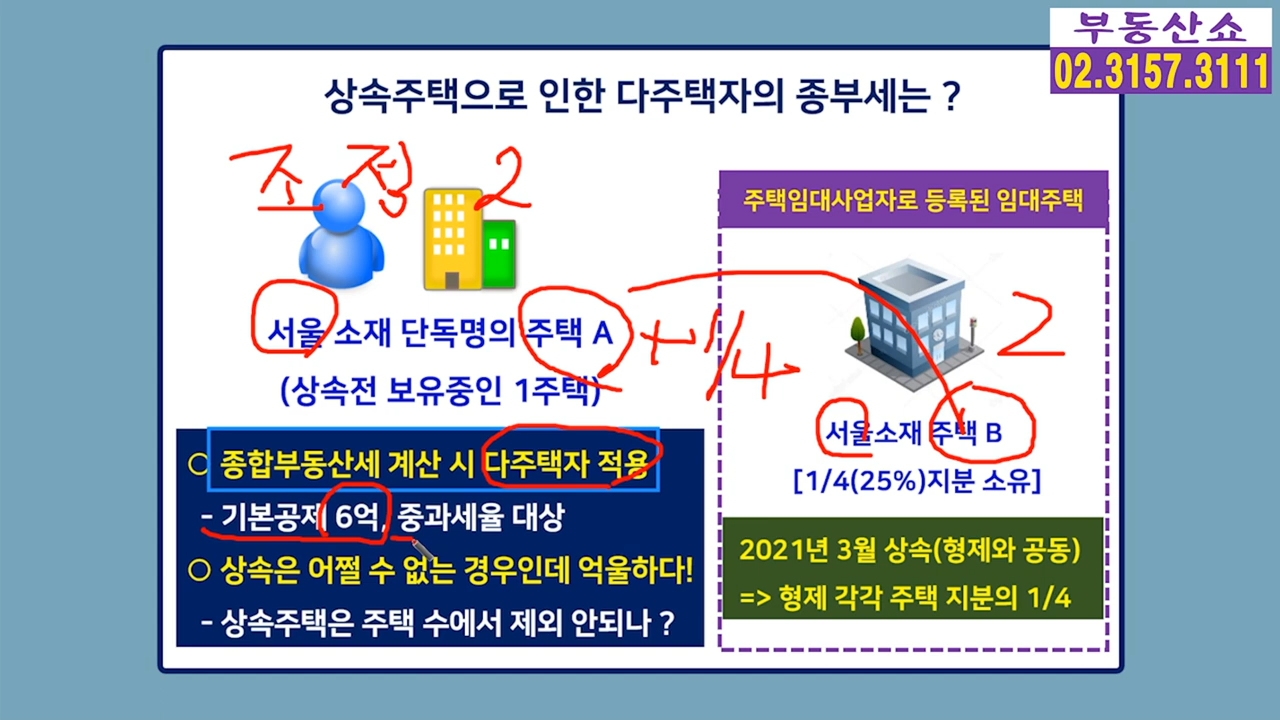 부동산쇼
02.3157.3111
상속주택으로 인한 다주택자의 종부세는 ?
조정 2
서울 소재 단독명의 주택 A
+1/4
(상속전 보유중인 1주택)
○ 종합부동산세 계산 시 다주택자 적용
- 기본공제 6억, 중과세율 대상
○ 상속은 어쩔 수 없는 경우인데 억울하다!
- 상속주택은 주택 수에서 제외 안되나 ?
주택임대사업자로 등록된 임대주택
2
서울소재 주택 B
[1/4(25%)지분 소유]
2021년 3월 상속(형제와 공동)
=> 형제 각각 주택 지분의 1/4